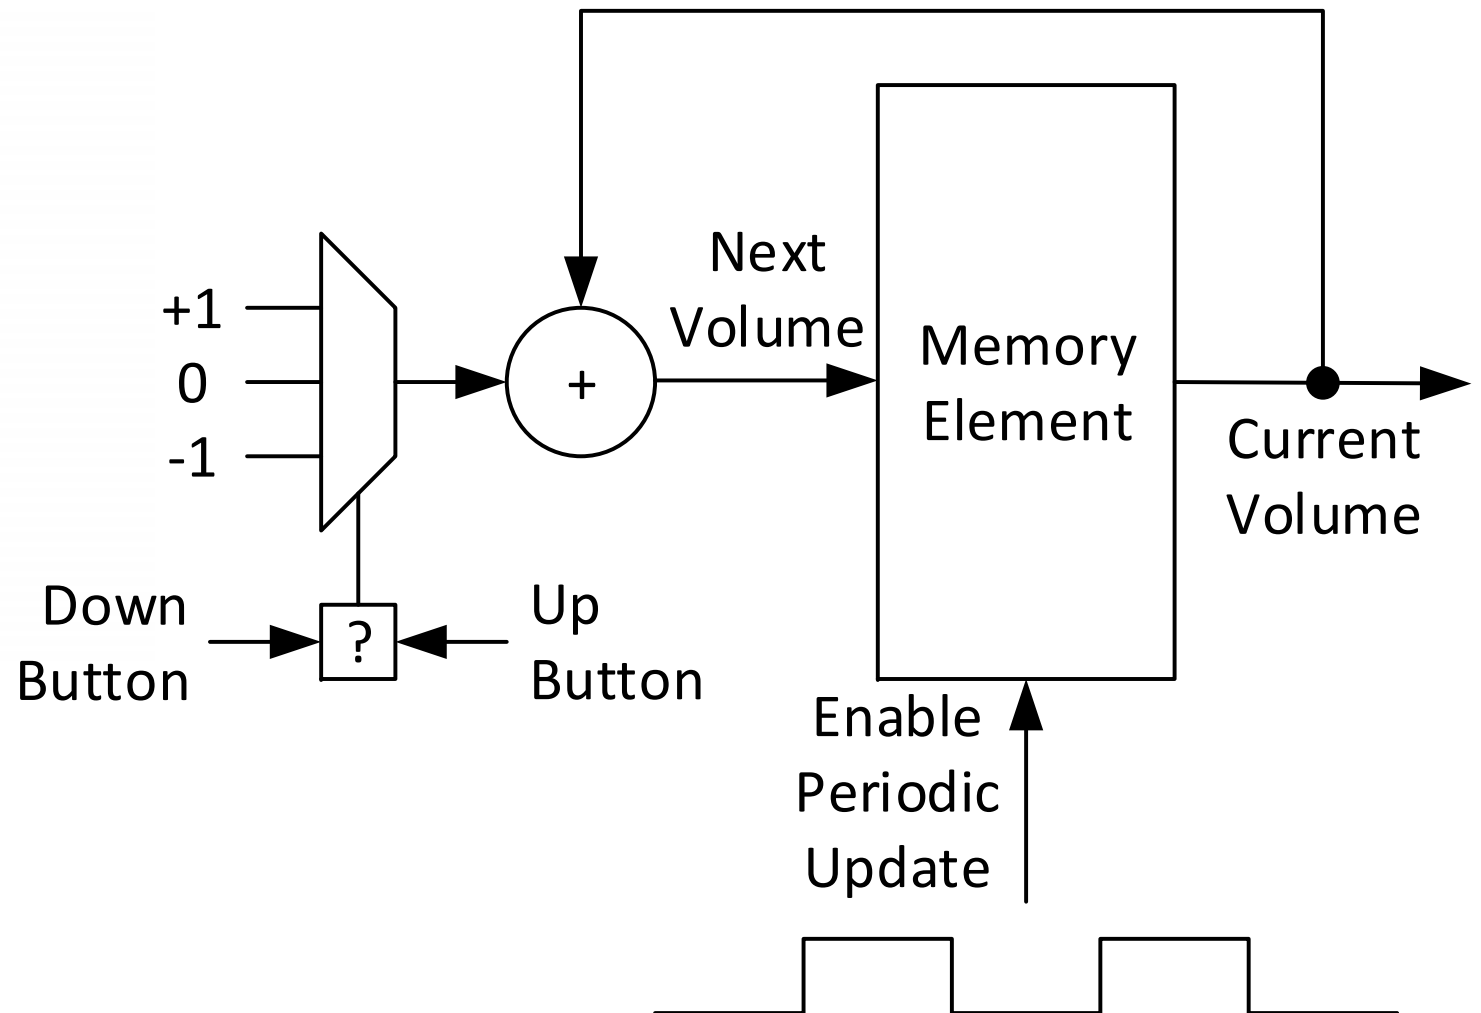 +1
0
-1
+
Next
Volume
Memory
Element
Current
Volume
Down
Button
?
Up
Button
Enable
Periodic
Update